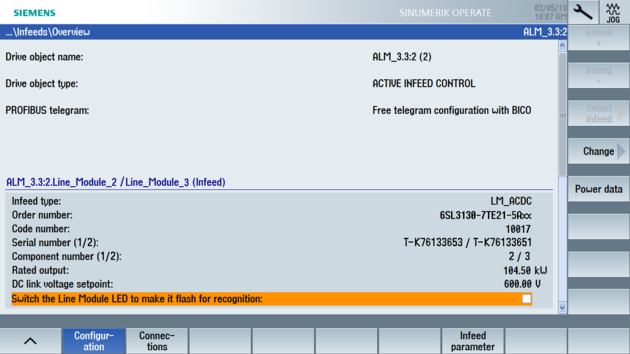 SIEMENS
SINUMERIK OPERATE
03/05/19
10:07 AM
JOG
...\Infeeds\Overview
ALM_3.3:2
Drive object name: ALM_3.3:2 (2)
Drive object type: ACTIVE INFEED CONTROL
PROFIBUS telegram: Free telegram configuration with BICO
ALM_3.3:2.Line_Module_2 /Line_Module_3 (Infeed)
Infeed type: LM_ACDC
Order number: 6SL3130-7TE21-5Axx
Code number: 10017
Serial number (1/2): T-K76133653 / T-K76133651
Component number (1/2): 2 / 3
Rated output: 104.50 kW
DC link voltage setpoint: 600.00 V
Switch the Line Module LED to make it flash for recognition:
Infeed
+
Infeed
-
Select
infeed
Change
Power data
Configur-
ation
Connec-
tions
Infeed
parameter